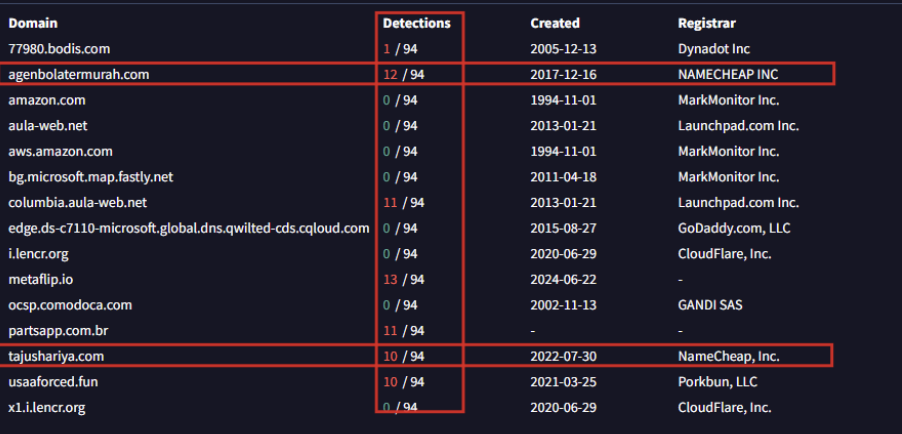 Domain Detections Created Registrar
77980.bodis.com 1 / 94 2005-12-13 Dynadot Inc
agenbolatermurah.com 12 / 94 2017-12-16 NAMECHEAP INC
amazon.com 0 / 94 1994-11-01 MarkMonitor Inc.
aula-web.net 0 / 94 2013-01-21 Launchpad.com Inc.
aws.amazon.com 0 / 94 1994-11-01 MarkMonitor Inc.
bg.microsoft.map.fastly.net 0 / 94 2011-04-18 MarkMonitor Inc.
columbia.aula-web.net 11 / 94 2013-01-21 Launchpad.com Inc.
edge.ds-c7110-microsoft.global.dns.qwilted-cds.cqloud.com 0 / 94 2015-08-27 GoDaddy.com, LLC
i.lencr.org 0 / 94 2020-06-29 CloudFlare, Inc.
metaflip.io 13 / 94 2024-06-22 -
ocsp.comodoca.com 0 / 94 2002-11-13 GANDI SAS
partsapp.com.br 11 / 94 - -
tajushariya.com 10 / 94 2022-07-30 NameCheap, Inc.
usaaforced.fun 10 / 94 2021-03-25 Porkbun, LLC
x1.i.lencr.org 0 / 94 2020-06-29 CloudFlare, Inc.